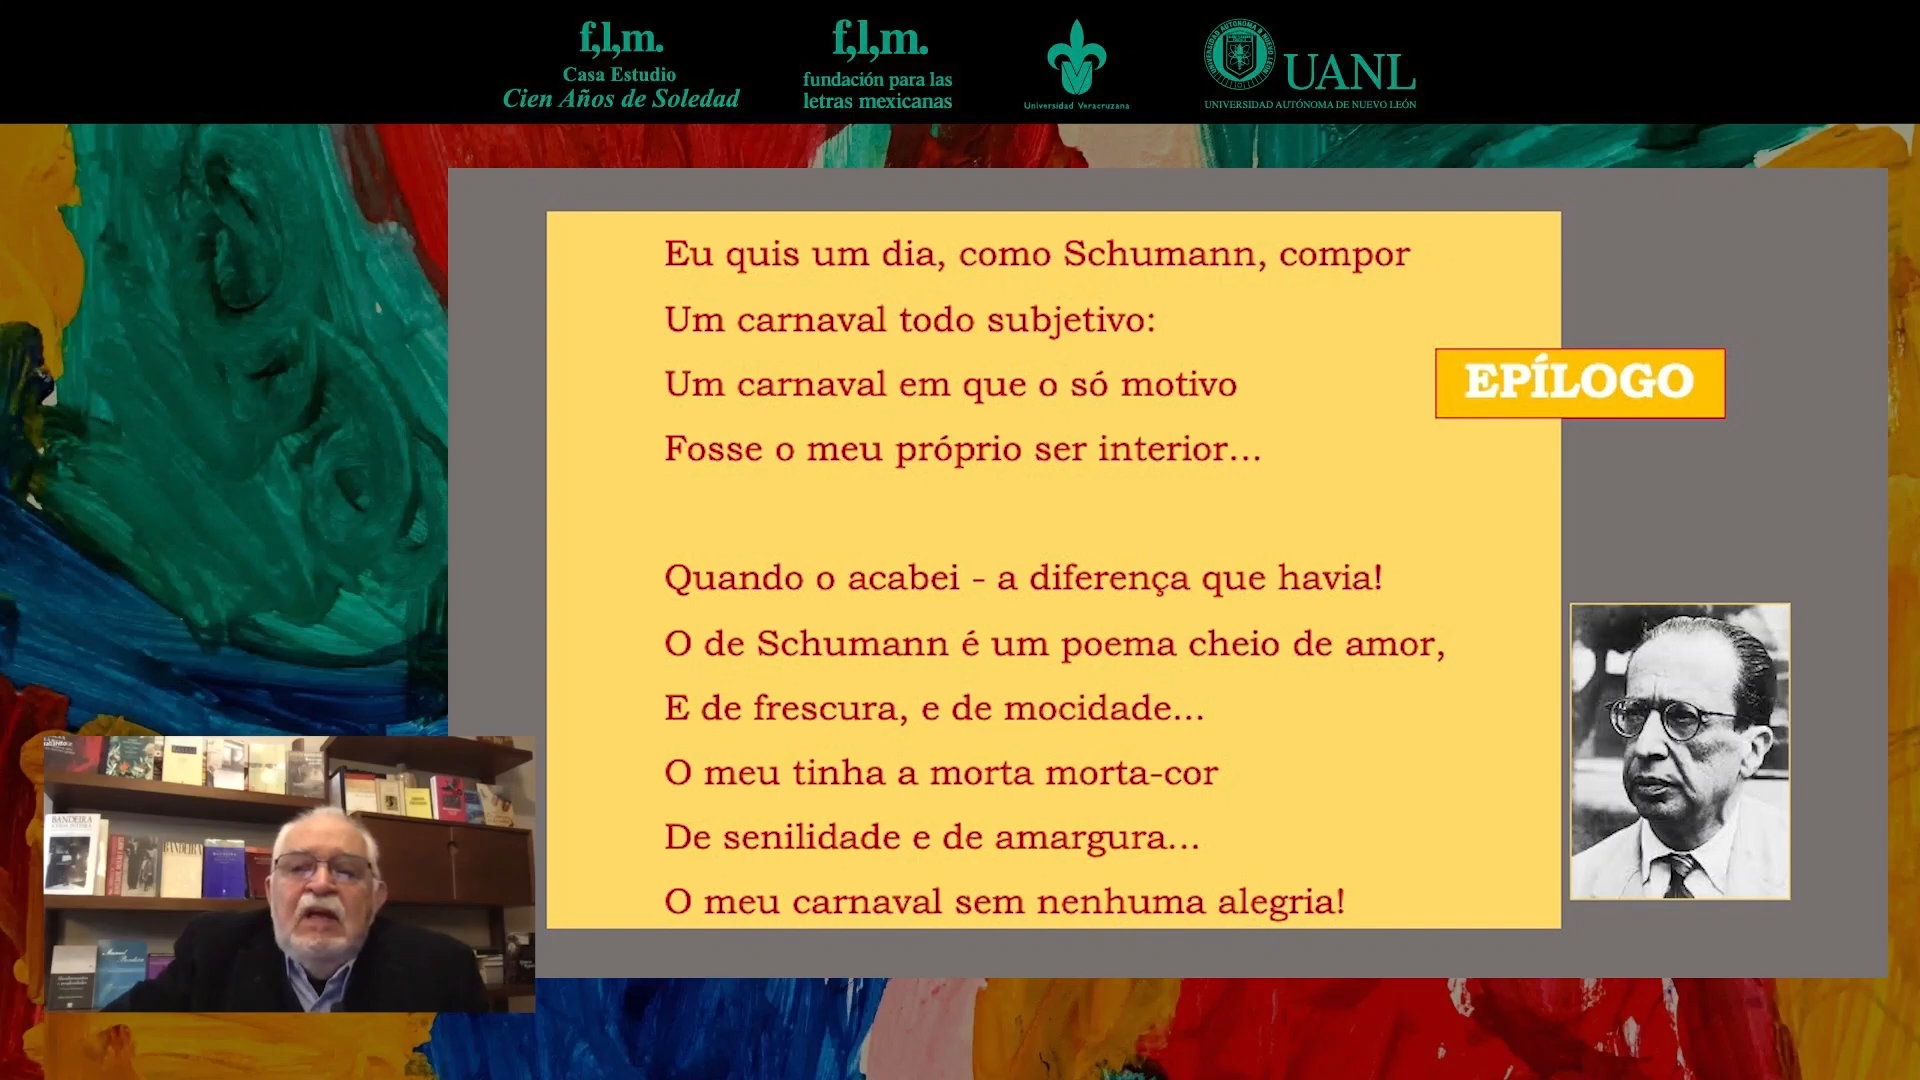 f,l,m.
Casa Estudio
Cien Años de Soledad
f,l,m.
fundación para las
letras mexicanas
Universidad Veracruzana
UANL
UNIVERSIDAD AUTÓNOMA DE NUEVO LEÓN
Eu quis um dia, como Schumann, compor
Um carnaval todo subjetivo:
Um carnaval em que o só motivo
Fosse o meu próprio ser interior...
EPÍLOGO
Quando o acabei - a diferença que havia!
O de Schumann é um poema cheio de amor,
E de frescura, e de mocidade...
O meu tinha a morta morta-cor
De senilidade e de amargura...
O meu carnaval sem nenhuma alegria!
BANDEIRA
BANDEIRA
Manuel
Bandeira